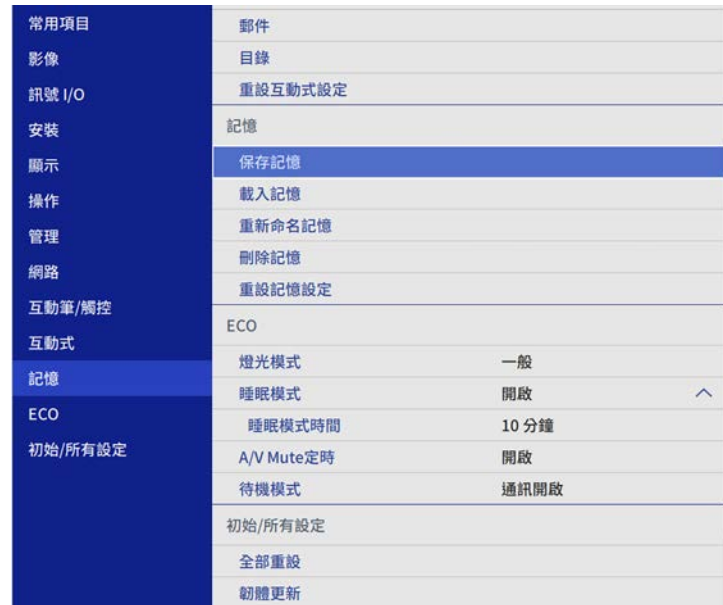 常用項目
影像
訊號 I/O
安裝
顯示
操作
管理
網路
互動筆/觸控
互動式
記憶
ECO
初始/所有設定
郵件
目錄
重設互動式設定
記憶
保存記憶
載入記憶
重新命名記憶
刪除記憶
重設記憶設定
ECO
燈光模式 一般
睡眠模式 開啟
睡眠模式時間 10 分鐘
A/V Mute定時 開啟
待機模式 通訊開啟
初始/所有設定
全部重設
韌體更新